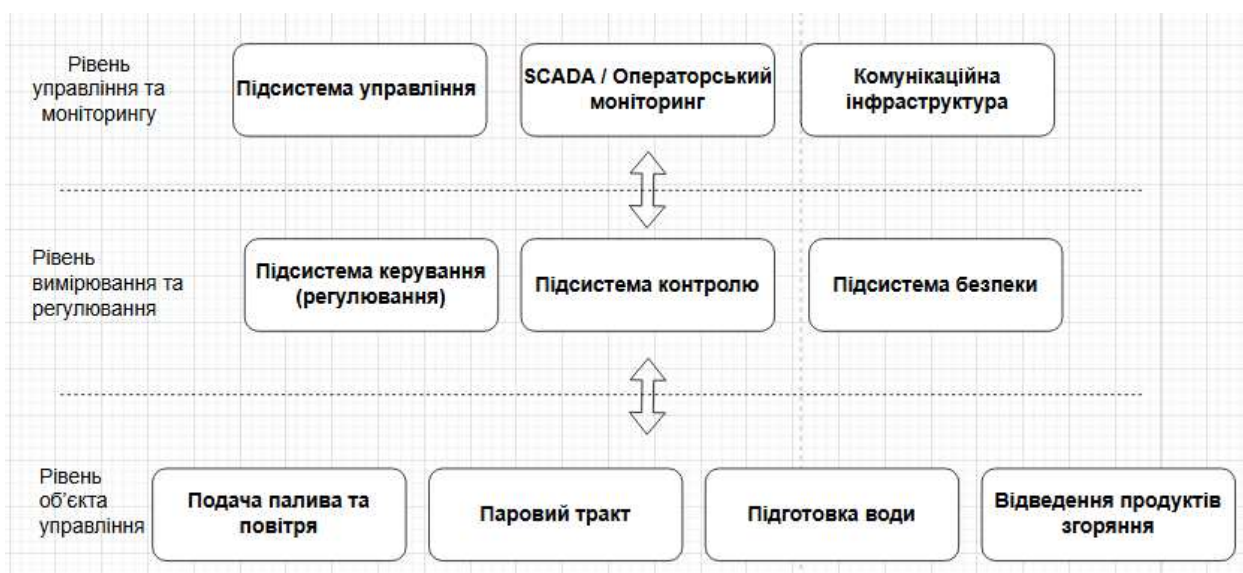 Рівень
управління та
моніторингу
Підсистема управління
SCADA / Операторський
моніторинг
Комунікаційна
інфраструктура
Рівень
вимірювання та
регулювання
Підсистема керування
(регулювання)
Підсистема контролю
Підсистема безпеки
Рівень
об'єкта
управління
Подача палива та
повітря
Паровий тракт
Підготовка води
Відведення продуктів
згоряння